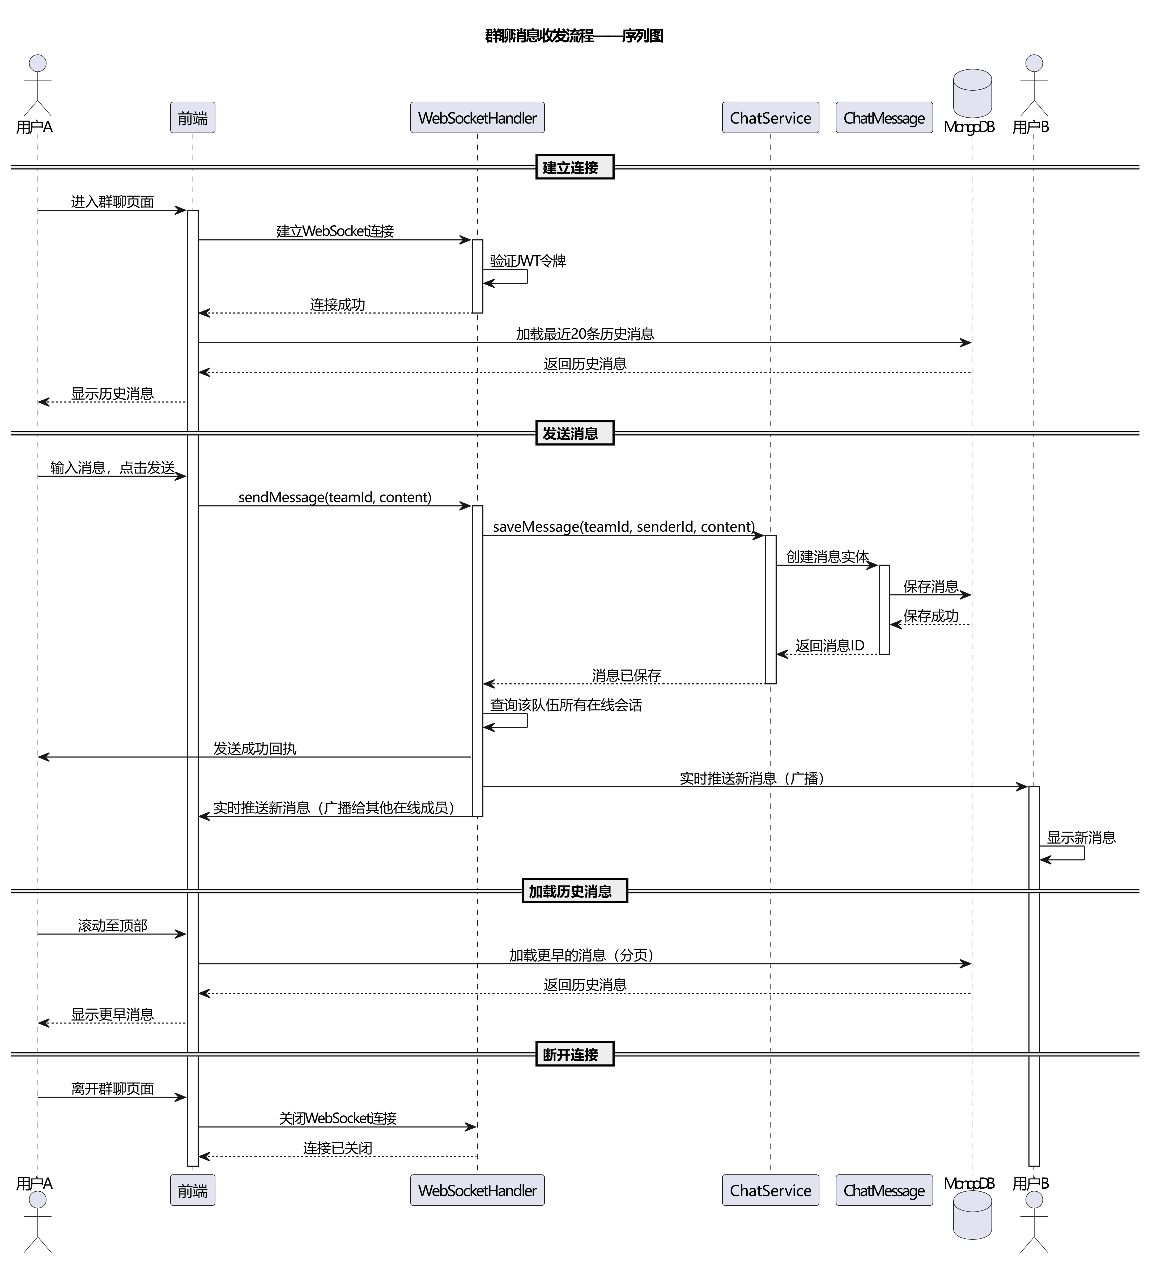 群聊消息收发流程——序列图
用户A
前端
WebSocketHandler
ChatService
ChatMessage
MongoDB
用户B
建立连接
进入群聊页面
建立WebSocket连接
验证JWT令牌
连接成功
加载最近20条历史消息
返回历史消息
显示历史消息
发送消息
输入消息，点击发送
sendMessage(teamId, content)
saveMessage(teamId, senderId, content)
创建消息实体
保存消息
保存成功
返回消息ID
消息已保存
查询该队伍所有在线会话
发送成功回执
实时推送新消息（广播）
实时推送新消息（广播给其他在线成员）
显示新消息
加载历史消息
滚动至顶部
加载更早的消息（分页）
返回历史消息
显示更早消息
断开连接
离开群聊页面
关闭WebSocket连接
连接已关闭
用户A
前端
WebSocketHandler
ChatService
ChatMessage
MongoDB
用户B